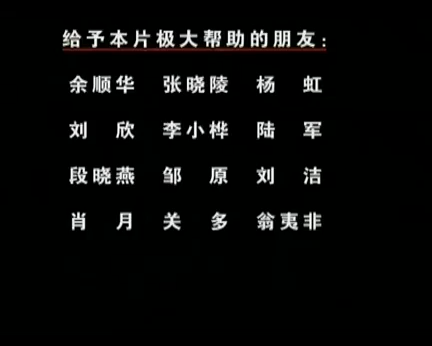 给予本片极大帮助的朋友:
余顺华 张晓陵 杨 虹
刘 欣 李小桦 陆 军
段晓燕 邹 原 刘 洁
肖 月 关 多 翁夷非